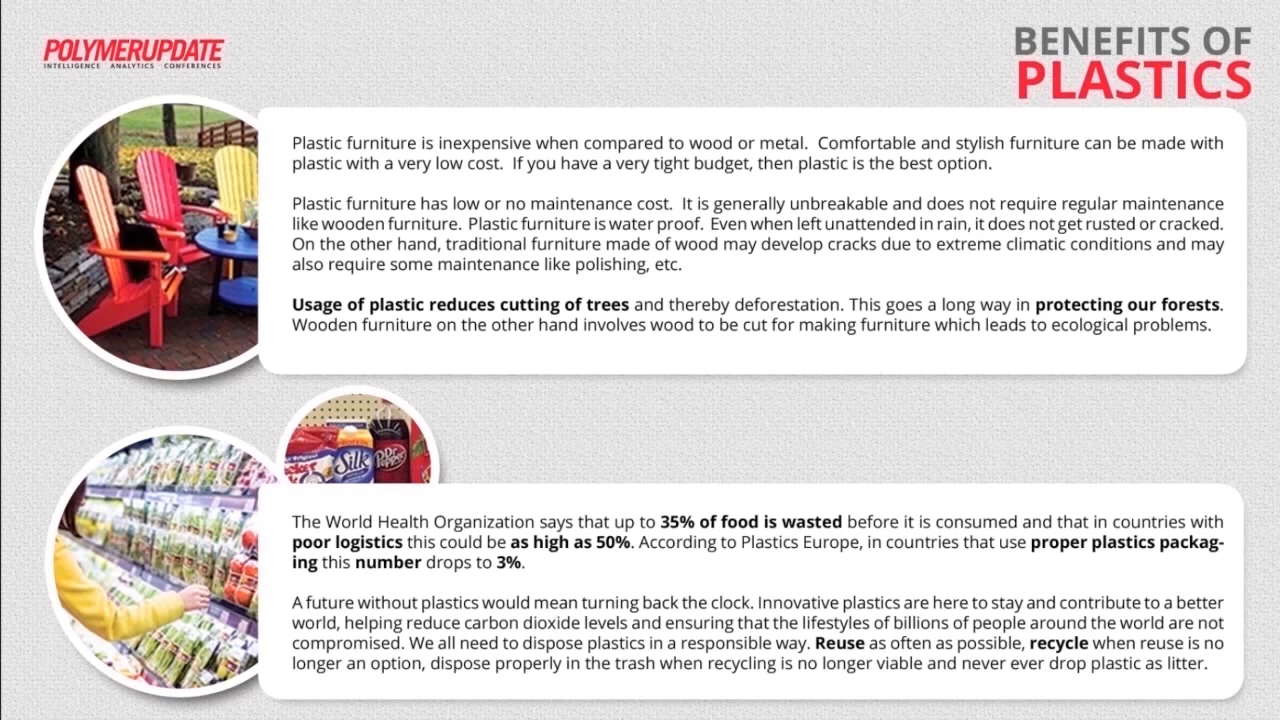 POLYMERUPDATE
INTELLIGENCE ANALYTICS CONFERENCES
BENEFITS OF
PLASTICS
Plastic furniture is inexpensive when compared to wood or metal. Comfortable and stylish furniture can be made with
plastic with a very low cost. If you have a very tight budget, then plastic is the best option.
Plastic furniture has low or no maintenance cost. It is generally unbreakable and does not require regular maintenance
like wooden furniture. Plastic furniture is water proof. Even when left unattended in rain, it does not get rusted or cracked.
On the other hand, traditional furniture made of wood may develop cracks due to extreme climatic conditions and may
also require some maintenance like polishing, etc.
Usage of plastic reduces cutting of trees and thereby deforestation. This goes a long way in protecting our forests.
Wooden furniture on the other hand involves wood to be cut for making furniture which leads to ecological problems.
Silk
Dr Pepper
The World Health Organization says that up to 35% of food is wasted before it is consumed and that in countries with
poor logistics this could be as high as 50%. According to Plastics Europe, in countries that use proper plastics packag-
ing this number drops to 3%.
A future without plastics would mean turning back the clock. Innovative plastics are here to stay and contribute to a better
world, helping reduce carbon dioxide levels and ensuring that the lifestyles of billions of people around the world are not
compromised. We all need to dispose plastics in a responsible way. Reuse as often as possible, recycle when reuse is no
longer an option, dispose properly in the trash when recycling is no longer viable and never ever drop plastic as litter.